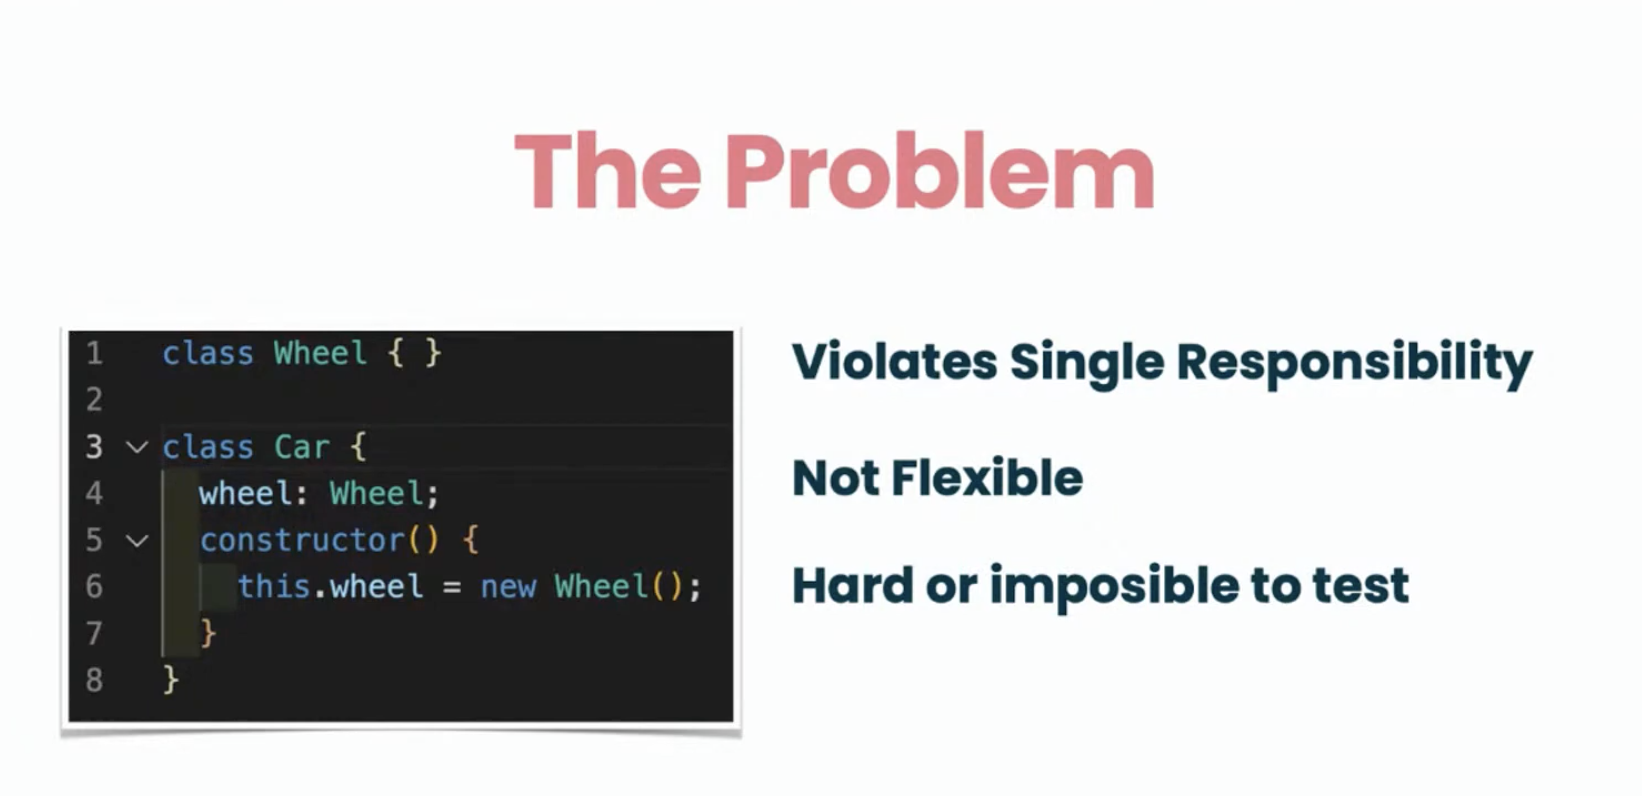 The Problem
1 class Wheel { }
2
3 class Car {
4 wheel: Wheel;
5 constructor() {
6 this.wheel = new Wheel();
7 }
8 }
Violates Single Responsibility
Not Flexible
Hard or imposible to test